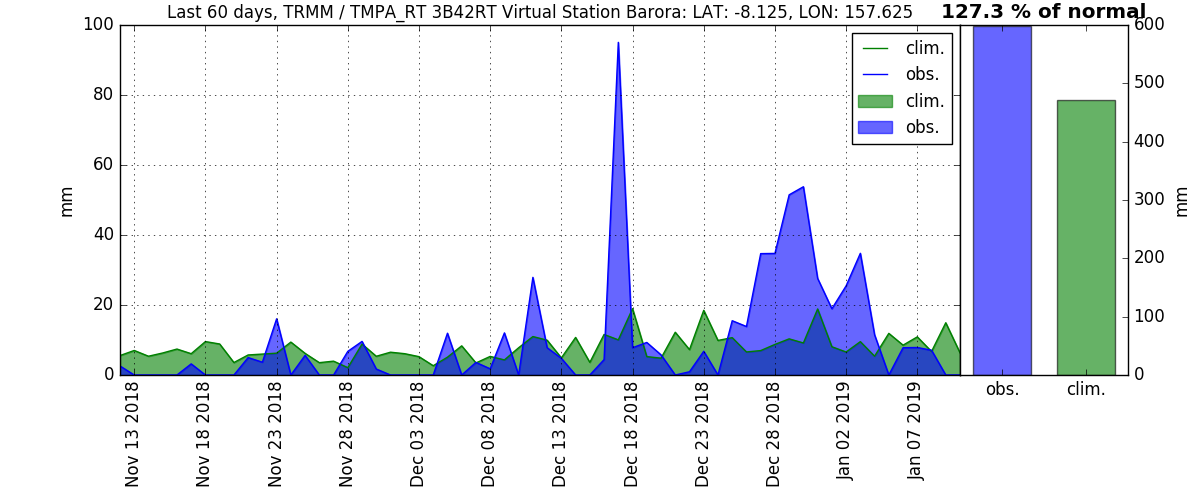 Last 60 days, TRMM / TMPA_RT 3B42RT Virtual Station Barora: LAT: -8.125, LON: 157.625
127.3 % of normal
100
80
60
40
20
0
mm
clim.
obs.
clim.
obs.
600
500
400
300
200
100
0
mm
Nov 13 2018
Nov 18 2018
Nov 23 2018
Nov 28 2018
Dec 03 2018
Dec 08 2018
Dec 13 2018
Dec 18 2018
Dec 23 2018
Dec 28 2018
Jan 02 2019
Jan 07 2019
obs.
clim.